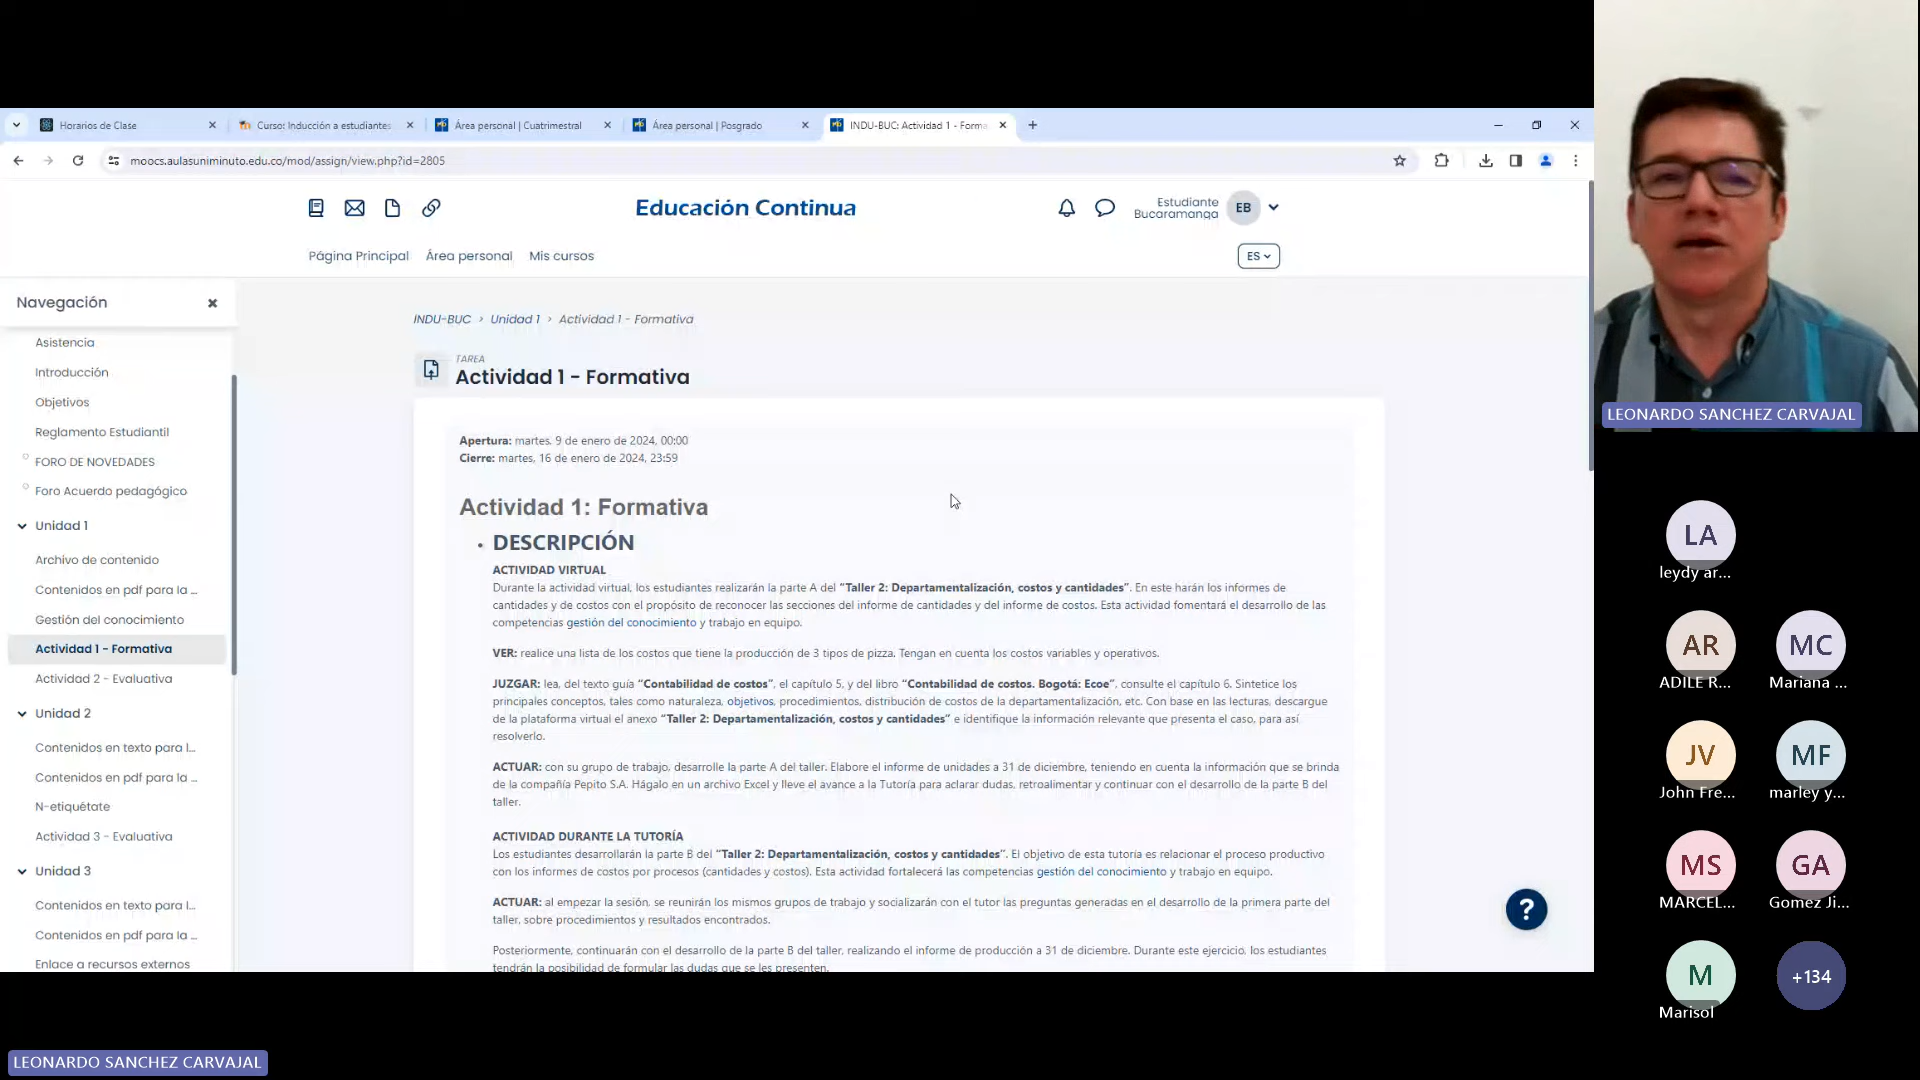 Horarios de Clase
Curso: Inducción a estudiantes
Área personal | Cuatrimestral
Área personal | Posgrado
INDU-BUC: Actividad 1 - Form
moocs.aulasuniminuto.edu.co/mod/assign/view.php?id=2805
Educación Continua
Estudiante
Bucaramanga
EB
Página Principal
Área personal
Mis cursos
ES
Navegación
Asistencia
Introducción
Objetivos
Reglamento Estudiantil
FORO DE NOVEDADES
Foro Acuerdo pedagógico
Unidad 1
Archivo de contenido
Contenidos en pdf para la ...
Gestión del conocimiento
Actividad 1 - Formativa
Actividad 2 - Evaluativa
Unidad 2
Contenidos en texto para l...
Contenidos en pdf para la ...
N-etiquétate
Actividad 3 - Evaluativa
Unidad 3
Contenidos en texto para l...
Contenidos en pdf para la ...
Enlace a recursos externos
INDU-BUC > Unidad 1 > Actividad 1 - Formativa
TAREA
Actividad 1 - Formativa
Apertura: martes, 9 de enero de 2024, 00:00
Cierre: martes, 16 de enero de 2024, 23:59
Actividad 1: Formativa
• DESCRIPCIÓN
ACTIVIDAD VIRTUAL
Durante la actividad virtual, los estudiantes realizarán la parte A del “Taller 2: Departamentalización, costos y cantidades”. En este harán los informes de
cantidades y de costos con el propósito de reconocer las secciones del informe de cantidades y del informe de costos. Esta actividad fomentará el desarrollo de las
competencias gestión del conocimiento y trabajo en equipo.
VER: realice una lista de los costos que tiene la producción de 3 tipos de pizza. Tengan en cuenta los costos variables y operativos.
JUZGAR: lea, del texto guía “Contabilidad de costos”, el capítulo 5, y del libro “Contabilidad de costos. Bogotá: Ecoe”, consulte el capítulo 6. Sintetice los
principales conceptos, tales como naturaleza, objetivos, procedimientos, distribución de costos de la departamentalización, etc. Con base en las lecturas, descargue
de la plataforma virtual el anexo “Taller 2: Departamentalización, costos y cantidades” e identifique la información relevante que presenta el caso, para así
resolverlo.
ACTUAR: con su grupo de trabajo, desarrolle la parte A del taller. Elabore el informe de unidades a 31 de diciembre, teniendo en cuenta la información que se brinda
de la compañía Pepito S.A. Hágalo en un archivo Excel y lleve el avance a la Tutoría para aclarar dudas, retroalimentar y continuar con el desarrollo de la parte B del
taller.
ACTIVIDAD DURANTE LA TUTORÍA
Los estudiantes desarrollarán la parte B del “Taller 2: Departamentalización, costos y cantidades”. El objetivo de esta tutoría es relacionar el proceso productivo
con los informes de costos por procesos (cantidades y costos). Esta actividad fortalecerá las competencias gestión del conocimiento y trabajo en equipo.
ACTUAR: al empezar la sesión, se reunirán los mismos grupos de trabajo y socializarán con el tutor las preguntas generadas en el desarrollo de la primera parte del
taller, sobre procedimientos y resultados encontrados.
Posteriormente, continuarán con el desarrollo de la parte B del taller, realizando el informe de producción a 31 de diciembre. Durante este ejercicio, los estudiantes
tendrán la posibilidad de formular las dudas que se les presenten.
?
LEONARDO SANCHEZ CARVAJAL
LA
leydy ar...
AR
ADILE R...
MC
Mariana ...
JV
John Fre...
MF
marley y...
MS
MARCEL...
GA
Gomez Ji...
M
Marisol
+134
LEONARDO SANCHEZ CARVAJAL